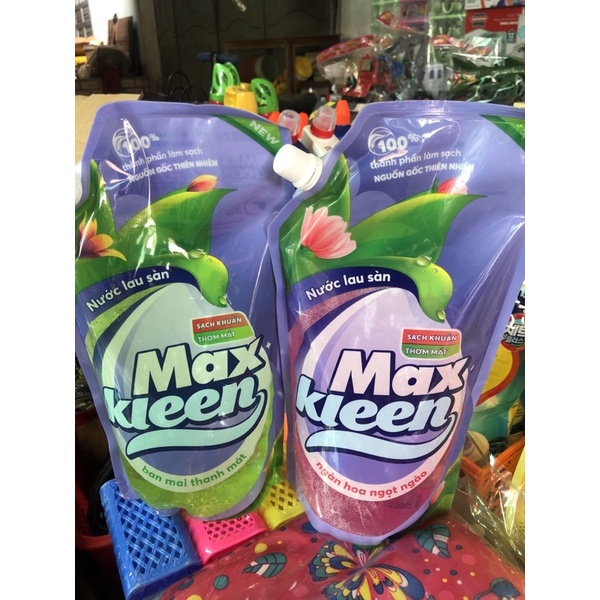 NEW
100%
thành phần làm sạch
NGUỒN GỐC THIÊN NHIÊN
Nước lau sàn
SẠCH KHUẨN
THƠM MÁT
Max
kleen
ban mai thanh mát
100%
thành phần làm sạch
NGUỒN GỐC THIÊN NHIÊN
Nước lau sàn
SẠCH KHUẨN
THƠM MÁT
Max
kleen
ngàn hoa ngọt ngào